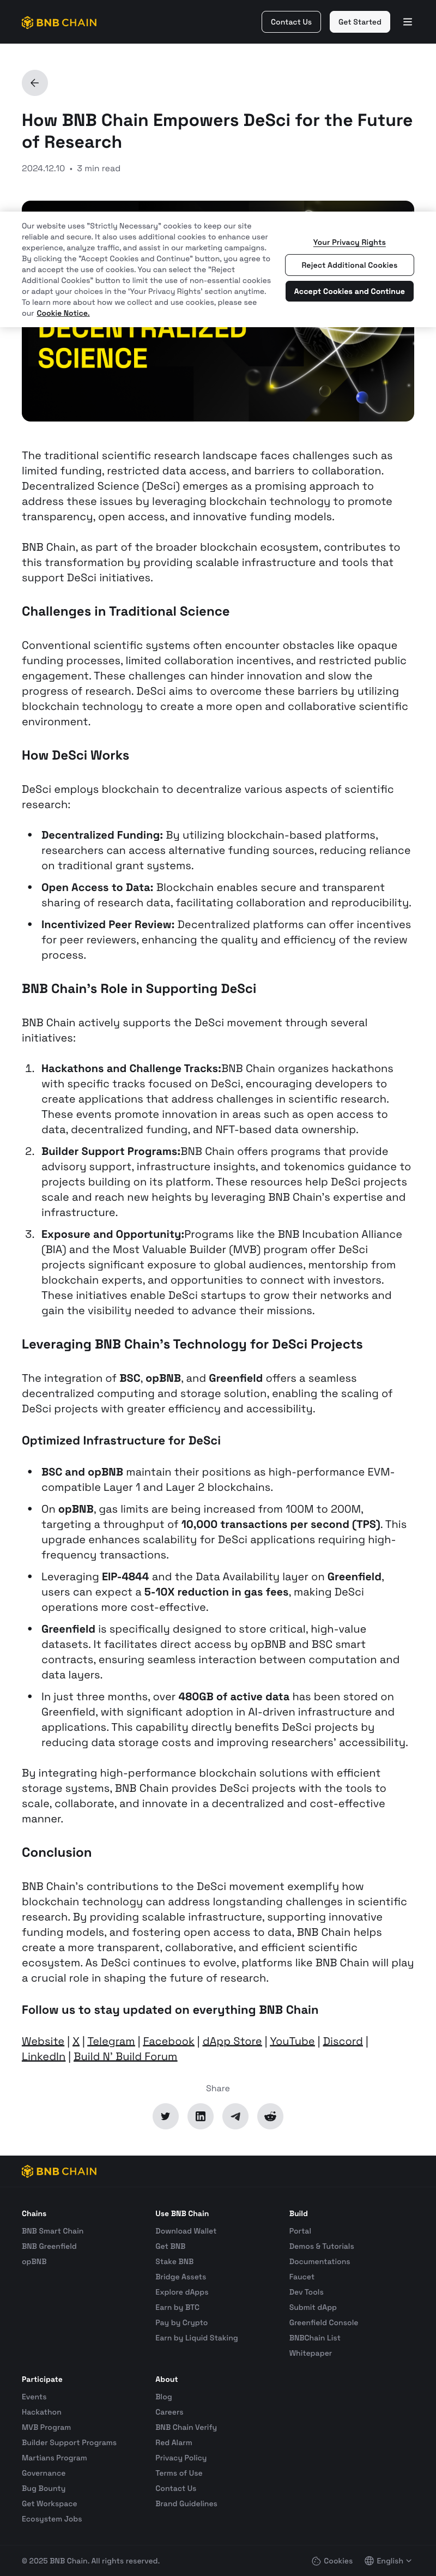 BNB CHAIN
Contact Us
Get Started
How BNB Chain Empowers DeSci for the Future
of Research
2024.12.10 • 3 min read
Our website uses "Strictly Necessary" cookies to keep our site
reliable and secure. It also uses additional cookies to enhance user
experience, analyze traffic, and assist in our marketing campaigns.
By clicking the "Accept Cookies and Continue" button, you agree to
and accept the use of cookies. You can select the "Reject
Additional Cookies" button to limit the use of non-essential cookies
or adapt your choices in the 'Your Privacy Rights' section anytime.
To learn more about how we collect and use cookies, please see
our Cookie Notice.
Your Privacy Rights
Reject Additional Cookies
Accept Cookies and Continue
DECENTRALIZED
SCIENCE
The traditional scientific research landscape faces challenges such as
limited funding, restricted data access, and barriers to collaboration.
Decentralized Science (DeSci) emerges as a promising approach to
address these issues by leveraging blockchain technology to promote
transparency, open access, and innovative funding models.
BNB Chain, as part of the broader blockchain ecosystem, contributes to
this transformation by providing scalable infrastructure and tools that
support DeSci initiatives.
Challenges in Traditional Science
Conventional scientific systems often encounter obstacles like opaque
funding processes, limited collaboration incentives, and restricted public
engagement. These challenges can hinder innovation and slow the
progress of research. DeSci aims to overcome these barriers by utilizing
blockchain technology to create a more open and collaborative scientific
environment.
How DeSci Works
DeSci employs blockchain to decentralize various aspects of scientific
research:
• Decentralized Funding: By utilizing blockchain-based platforms,
researchers can access alternative funding sources, reducing reliance
on traditional grant systems.
• Open Access to Data: Blockchain enables secure and transparent
sharing of research data, facilitating collaboration and reproducibility.
• Incentivized Peer Review: Decentralized platforms can offer incentives
for peer reviewers, enhancing the quality and efficiency of the review
process.
BNB Chain's Role in Supporting DeSci
BNB Chain actively supports the DeSci movement through several
initiatives:
1. Hackathons and Challenge Tracks:BNB Chain organizes hackathons
with specific tracks focused on DeSci, encouraging developers to
create applications that address challenges in scientific research.
These events promote innovation in areas such as open access to
data, decentralized funding, and NFT-based data ownership.
2. Builder Support Programs:BNB Chain offers programs that provide
advisory support, infrastructure insights, and tokenomics guidance to
projects building on its platform. These resources help DeSci projects
scale and reach new heights by leveraging BNB Chain's expertise and
infrastructure.
3. Exposure and Opportunity:Programs like the BNB Incubation Alliance
(BIA) and the Most Valuable Builder (MVB) program offer DeSci
projects significant exposure to global audiences, mentorship from
blockchain experts, and opportunities to connect with investors.
These initiatives enable DeSci startups to grow their networks and
gain the visibility needed to advance their missions.
Leveraging BNB Chain's Technology for DeSci Projects
The integration of BSC, opBNB, and Greenfield offers a seamless
decentralized computing and storage solution, enabling the scaling of
DeSci projects with greater efficiency and accessibility.
Optimized Infrastructure for DeSci
• BSC and opBNB maintain their positions as high-performance EVM-
compatible Layer 1 and Layer 2 blockchains.
• On opBNB, gas limits are being increased from 100M to 200M,
targeting a throughput of 10,000 transactions per second (TPS). This
upgrade enhances scalability for DeSci applications requiring high-
frequency transactions.
• Leveraging EIP-4844 and the Data Availability layer on Greenfield,
users can expect a 5-10X reduction in gas fees, making DeSci
operations more cost-effective.
• Greenfield is specifically designed to store critical, high-value
datasets. It facilitates direct access by opBNB and BSC smart
contracts, ensuring seamless interaction between computation and
data layers.
• In just three months, over 480GB of active data has been stored on
Greenfield, with significant adoption in AI-driven infrastructure and
applications. This capability directly benefits DeSci projects by
reducing data storage costs and improving researchers' accessibility.
By integrating high-performance blockchain solutions with efficient
storage systems, BNB Chain provides DeSci projects with the tools to
scale, collaborate, and innovate in a decentralized and cost-effective
manner.
Conclusion
BNB Chain's contributions to the DeSci movement exemplify how
blockchain technology can address longstanding challenges in scientific
research. By providing scalable infrastructure, supporting innovative
funding models, and fostering open access to data, BNB Chain helps
create a more transparent, collaborative, and efficient scientific
ecosystem. As DeSci continues to evolve, platforms like BNB Chain will play
a crucial role in shaping the future of research.
Follow us to stay updated on everything BNB Chain
Website | X | Telegram | Facebook | dApp Store | YouTube | Discord |
LinkedIn | Build N' Build Forum
Share
BNB CHAIN
Chains
BNB Smart Chain
BNB Greenfield
opBNB
Use BNB Chain
Download Wallet
Get BNB
Stake BNB
Bridge Assets
Explore dApps
Earn by BTC
Pay by Crypto
Earn by Liquid Staking
Build
Portal
Demos & Tutorials
Documentations
Faucet
Dev Tools
Submit dApp
Greenfield Console
BNBChain List
Whitepaper
Participate
Events
Hackathon
MVB Program
Builder Support Programs
Martians Program
Governance
Bug Bounty
Get Workspace
Ecosystem Jobs
About
Blog
Careers
BNB Chain Verify
Red Alarm
Privacy Policy
Terms of Use
Contact Us
Brand Guidelines
© 2025 BNB Chain. All rights reserved.
Cookies
English